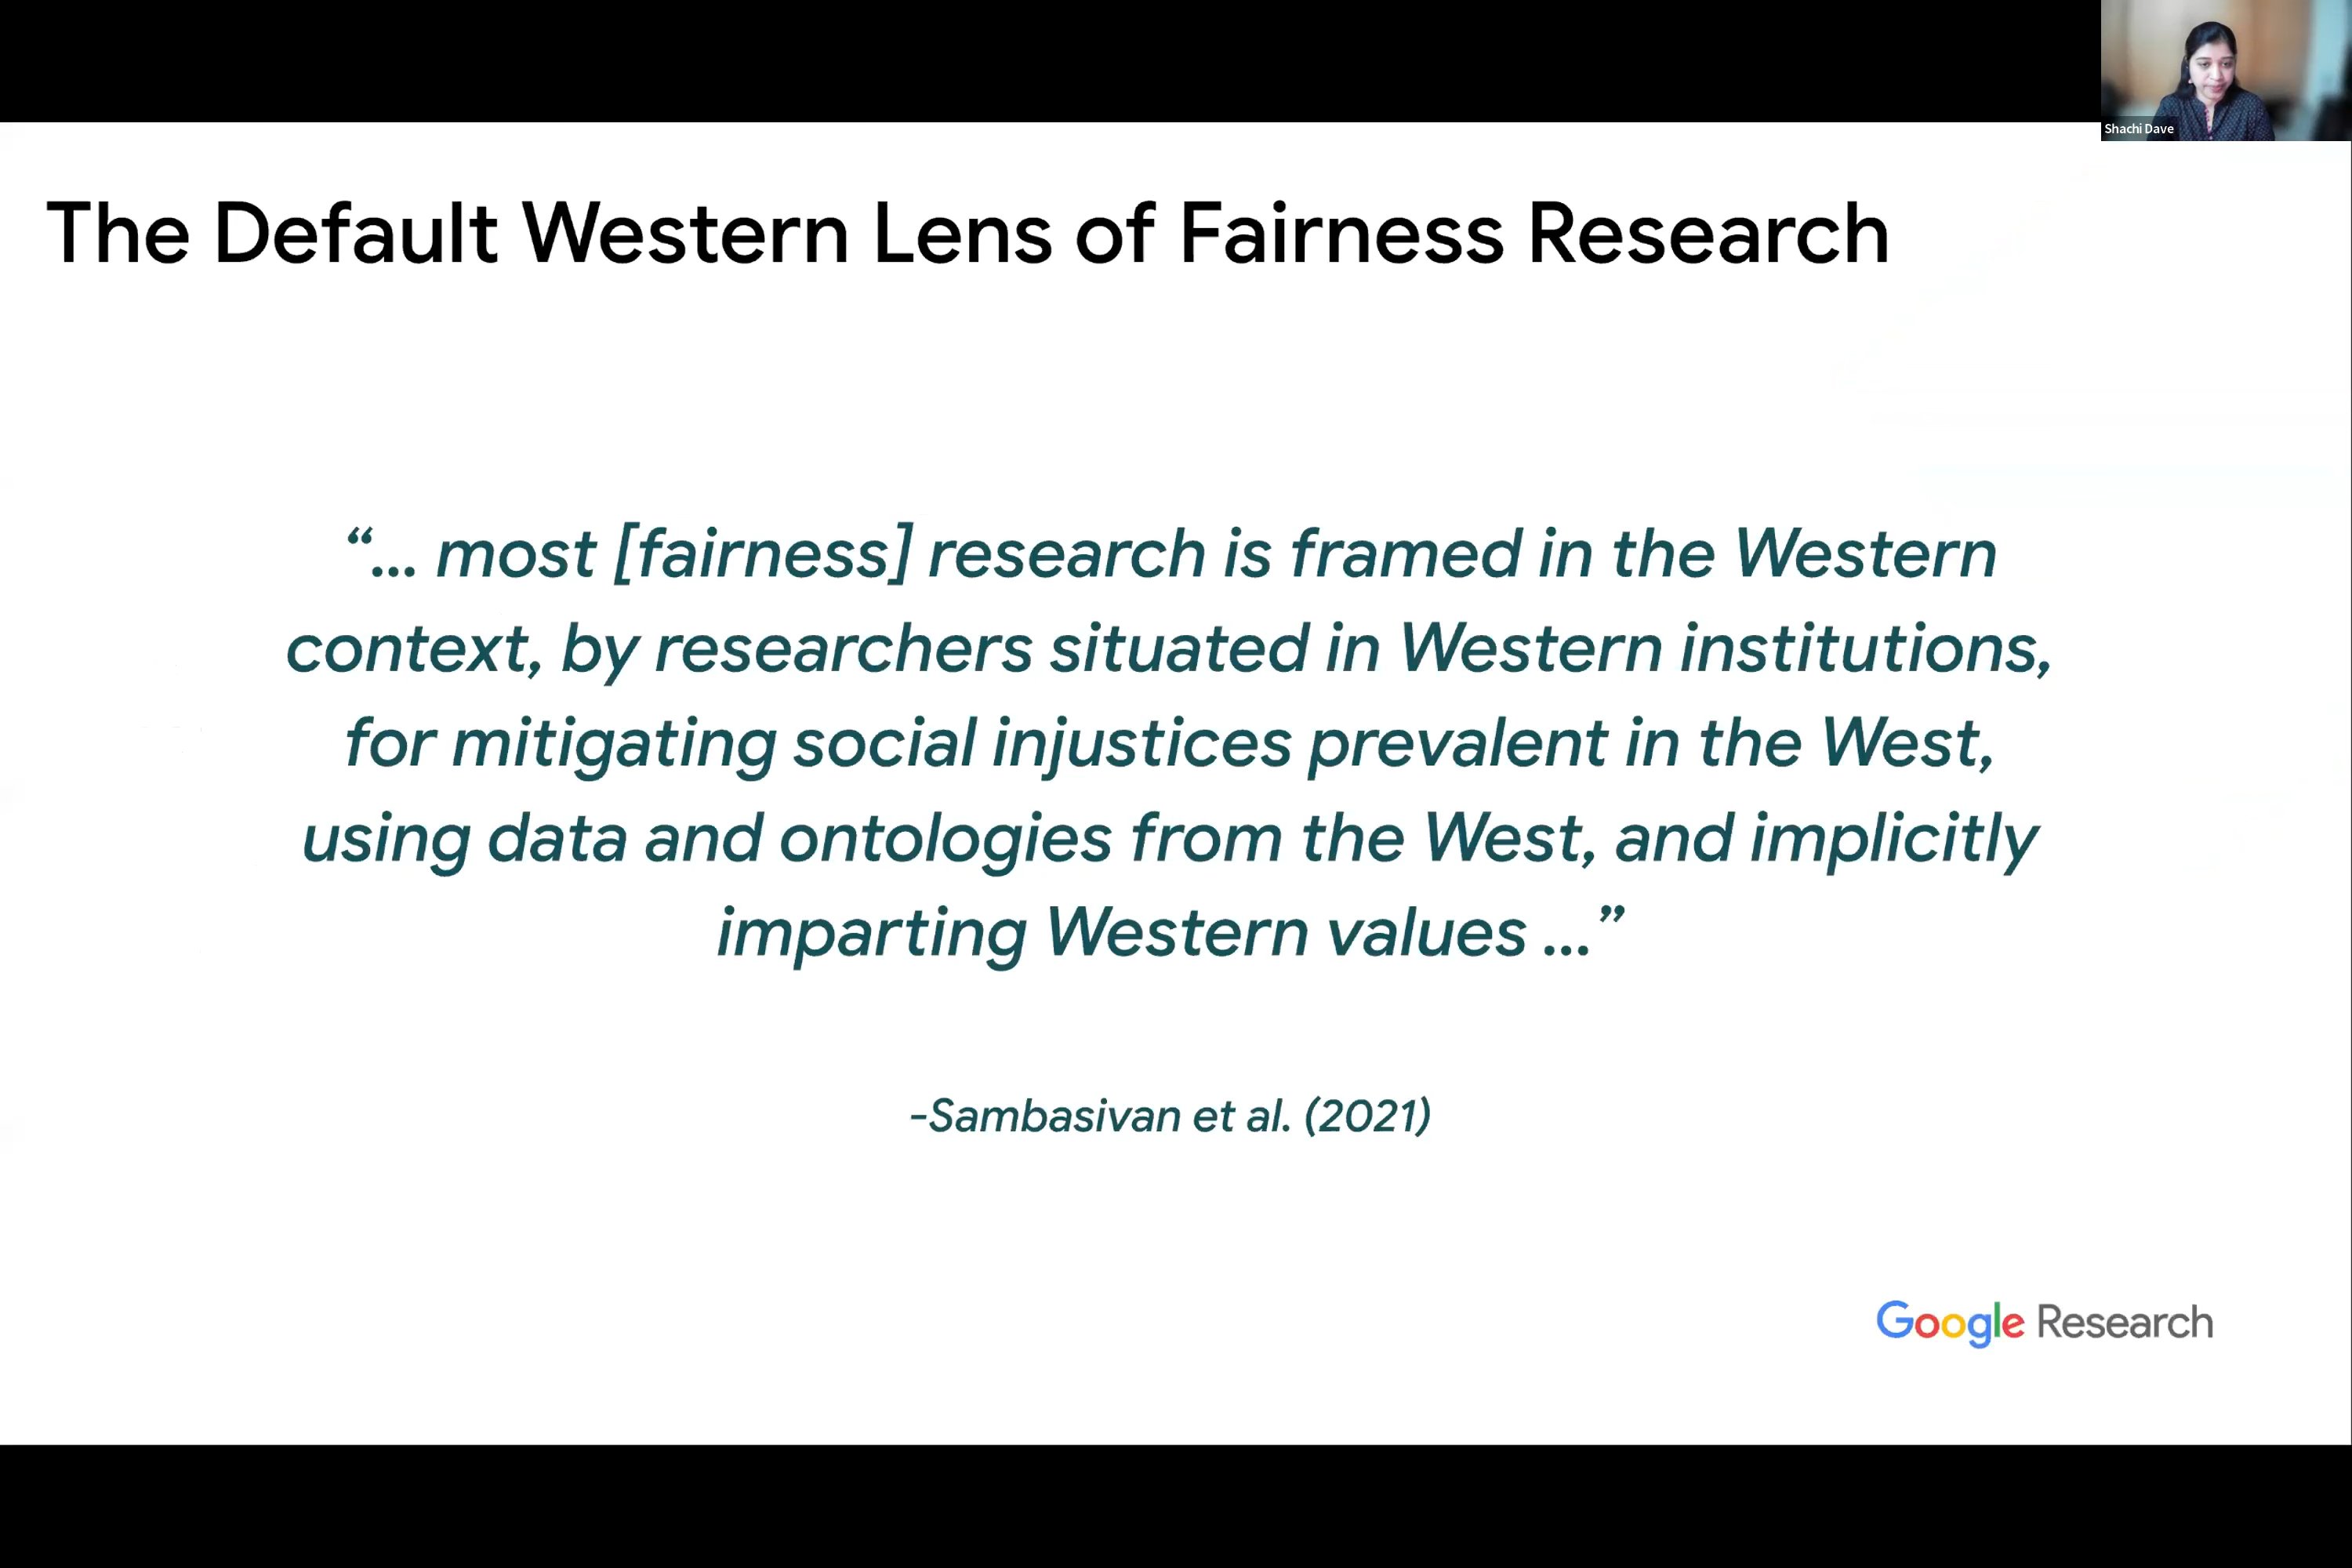 Shachi Dave
The Default Western Lens of Fairness Research
“... most [fairness] research is framed in the Western
context, by researchers situated in Western institutions,
for mitigating social injustices prevalent in the West,
using data and ontologies from the West, and implicitly
imparting Western values ...”
-Sambasivan et al. (2021)
Google Research